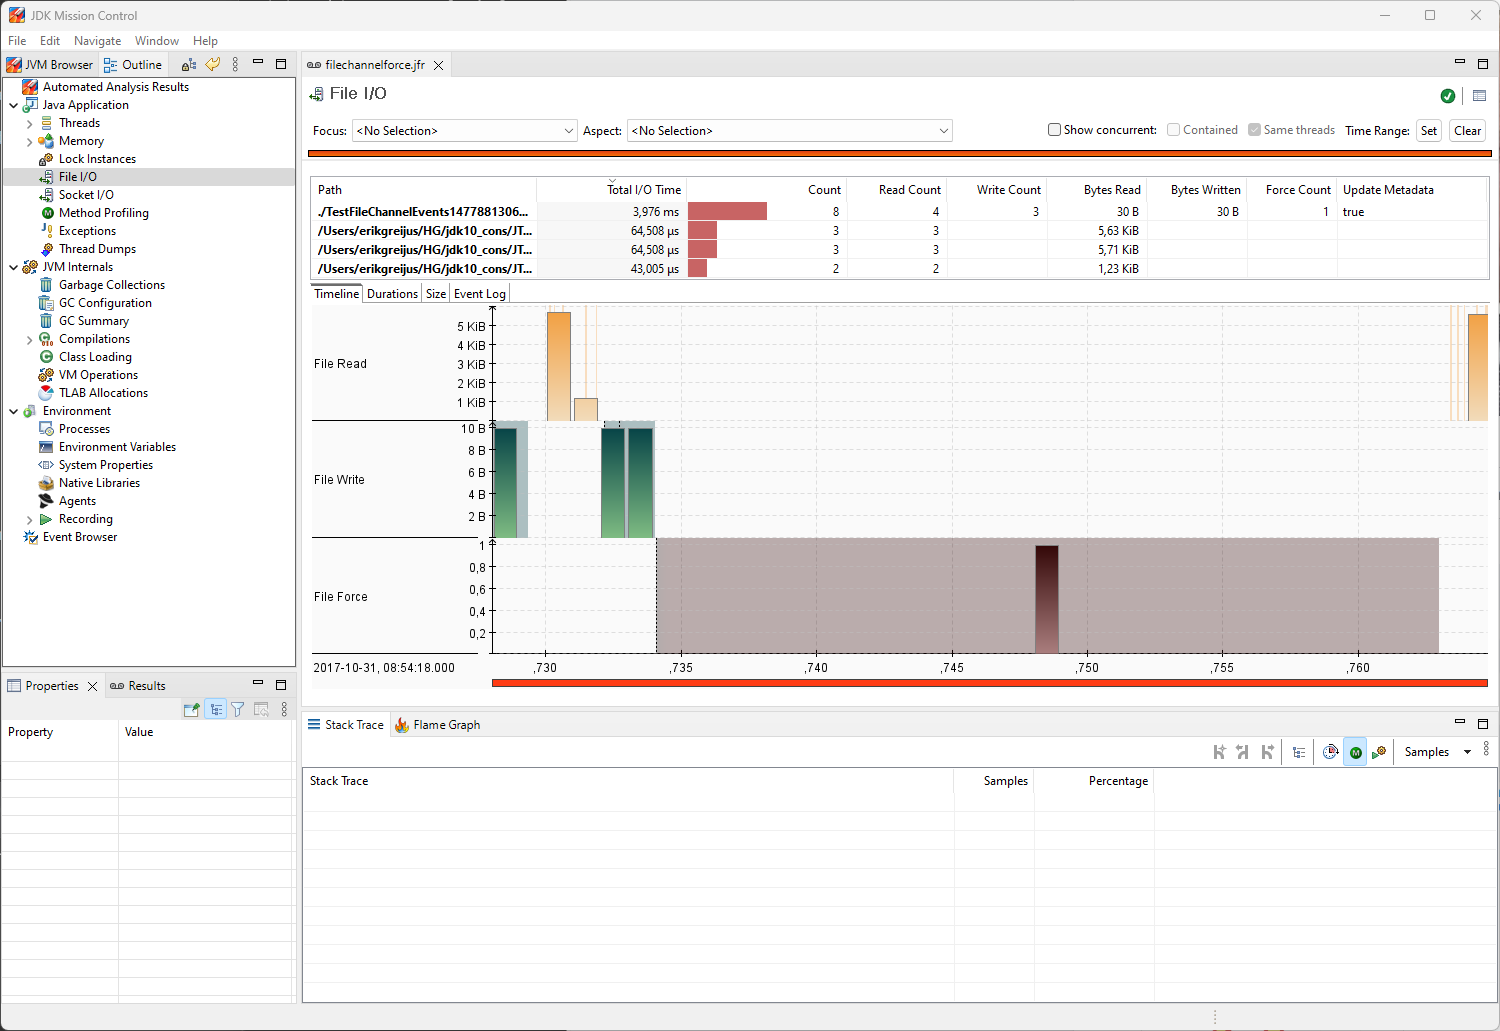 JDK Mission Control
File Edit Navigate Window Help
JVM Browser Outline
Automated Analysis Results
Java Application
Threads
Memory
Lock Instances
File I/O
Socket I/O
Method Profiling
Exceptions
Thread Dumps
JVM Internals
Garbage Collections
GC Configuration
GC Summary
Compilations
Class Loading
VM Operations
TLAB Allocations
Environment
Processes
Environment Variables
System Properties
Native Libraries
Agents
Recording
Event Browser
Properties Results
Property Value
filechannelforce.jfr
File I/O
Focus: <No Selection> Aspect: <No Selection> Show concurrent: Contained Same threads Time Range: Set Clear
Path Total I/O Time Count Read Count Write Count Bytes Read Bytes Written Force Count Update Metadata
./TestFileChannelEvents1477881306... 3,976 ms 8 4 3 30 B 30 B 1 true
/Users/erikgreijus/HG/jdk10_cons/JT... 64,508 µs 3 3 5,63 KiB
/Users/erikgreijus/HG/jdk10_cons/JT... 64,508 µs 3 3 5,71 KiB
/Users/erikgreijus/HG/jdk10_cons/JT... 43,005 µs 2 2 1,23 KiB
Timeline Durations Size Event Log
File Read
5 KiB
4 KiB
3 KiB
2 KiB
1 KiB
File Write
10 B
8 B
6 B
4 B
2 B
File Force
1
0,8
0,6
0,4
0,2
2017-10-31, 08:54:18.000 ,730 ,735 ,740 ,745 ,750 ,755 ,760
Stack Trace Flame Graph
Samples
Stack Trace Samples Percentage